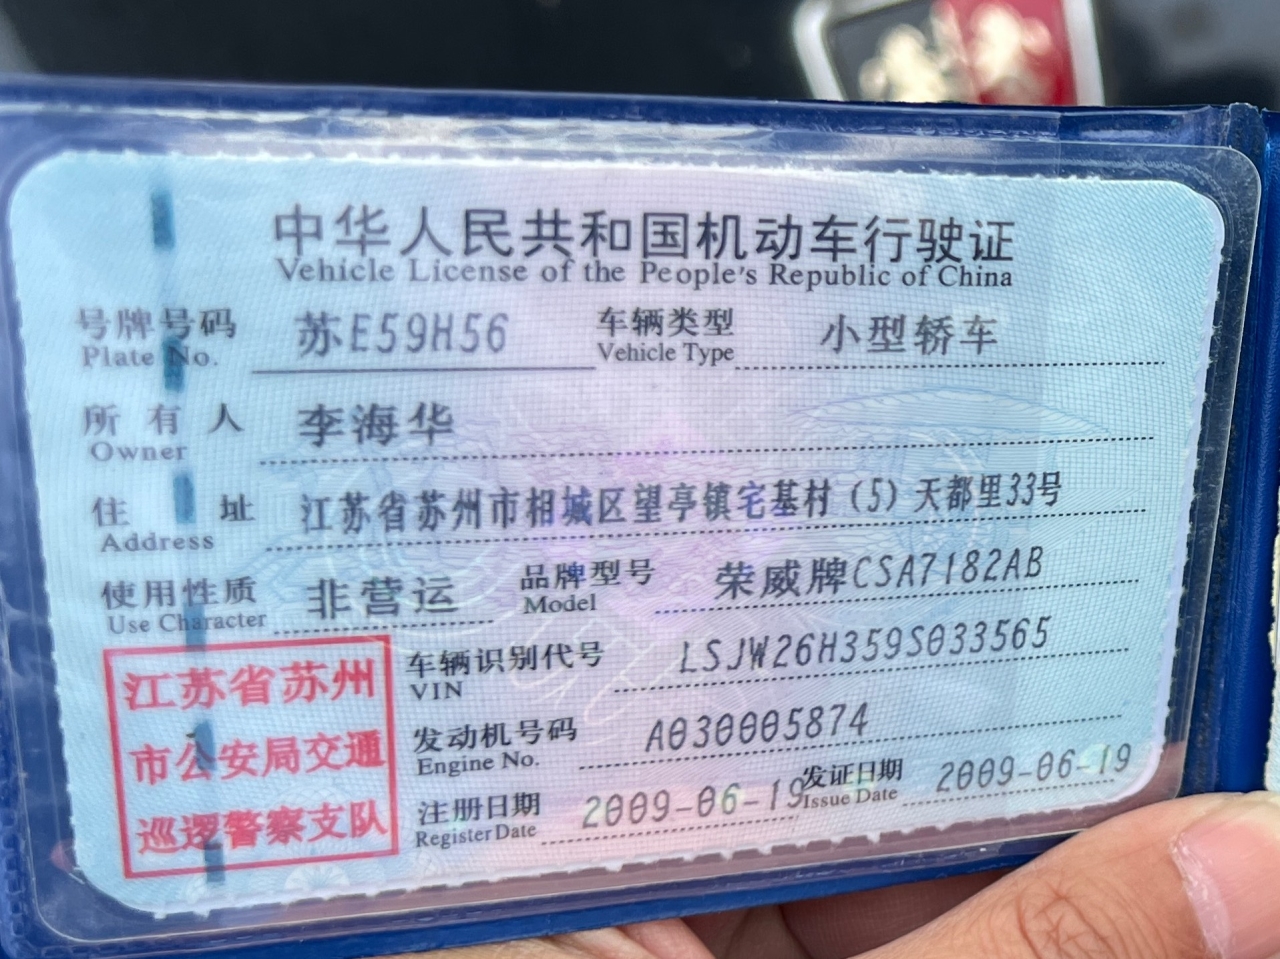 中华人民共和国机动车行驶证
Vehicle License of the People's Republic of China
号牌号码 苏E59H56 车辆类型 小型轿车
Plate No. Vehicle Type
所有人 李海华
Owner
住址 江苏省苏州市相城区望亭镇宅基村（5）天都里33号
Address
使用性质 非营运 品牌型号 荣威牌CSA7182AB
Use Character Model
车辆识别代号 LSJW26H359S033565
VIN
发动机号码 A030005874
Engine No.
注册日期 2009-06-19 发证日期 2009-06-19
Register Date Issue Date
江苏省苏州
市公安局交通
巡逻警察支队